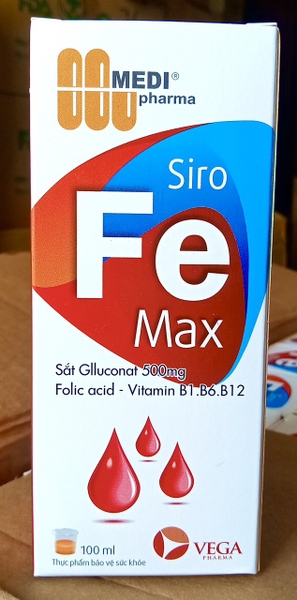 MEDI®
pharma
Siro
Fe
Max
Sắt Glluconat 500mg
Folic acid - Vitamin B1.B6.B12
100 ml
Thực phẩm bảo vệ sức khỏe
VEGA
PHARMA